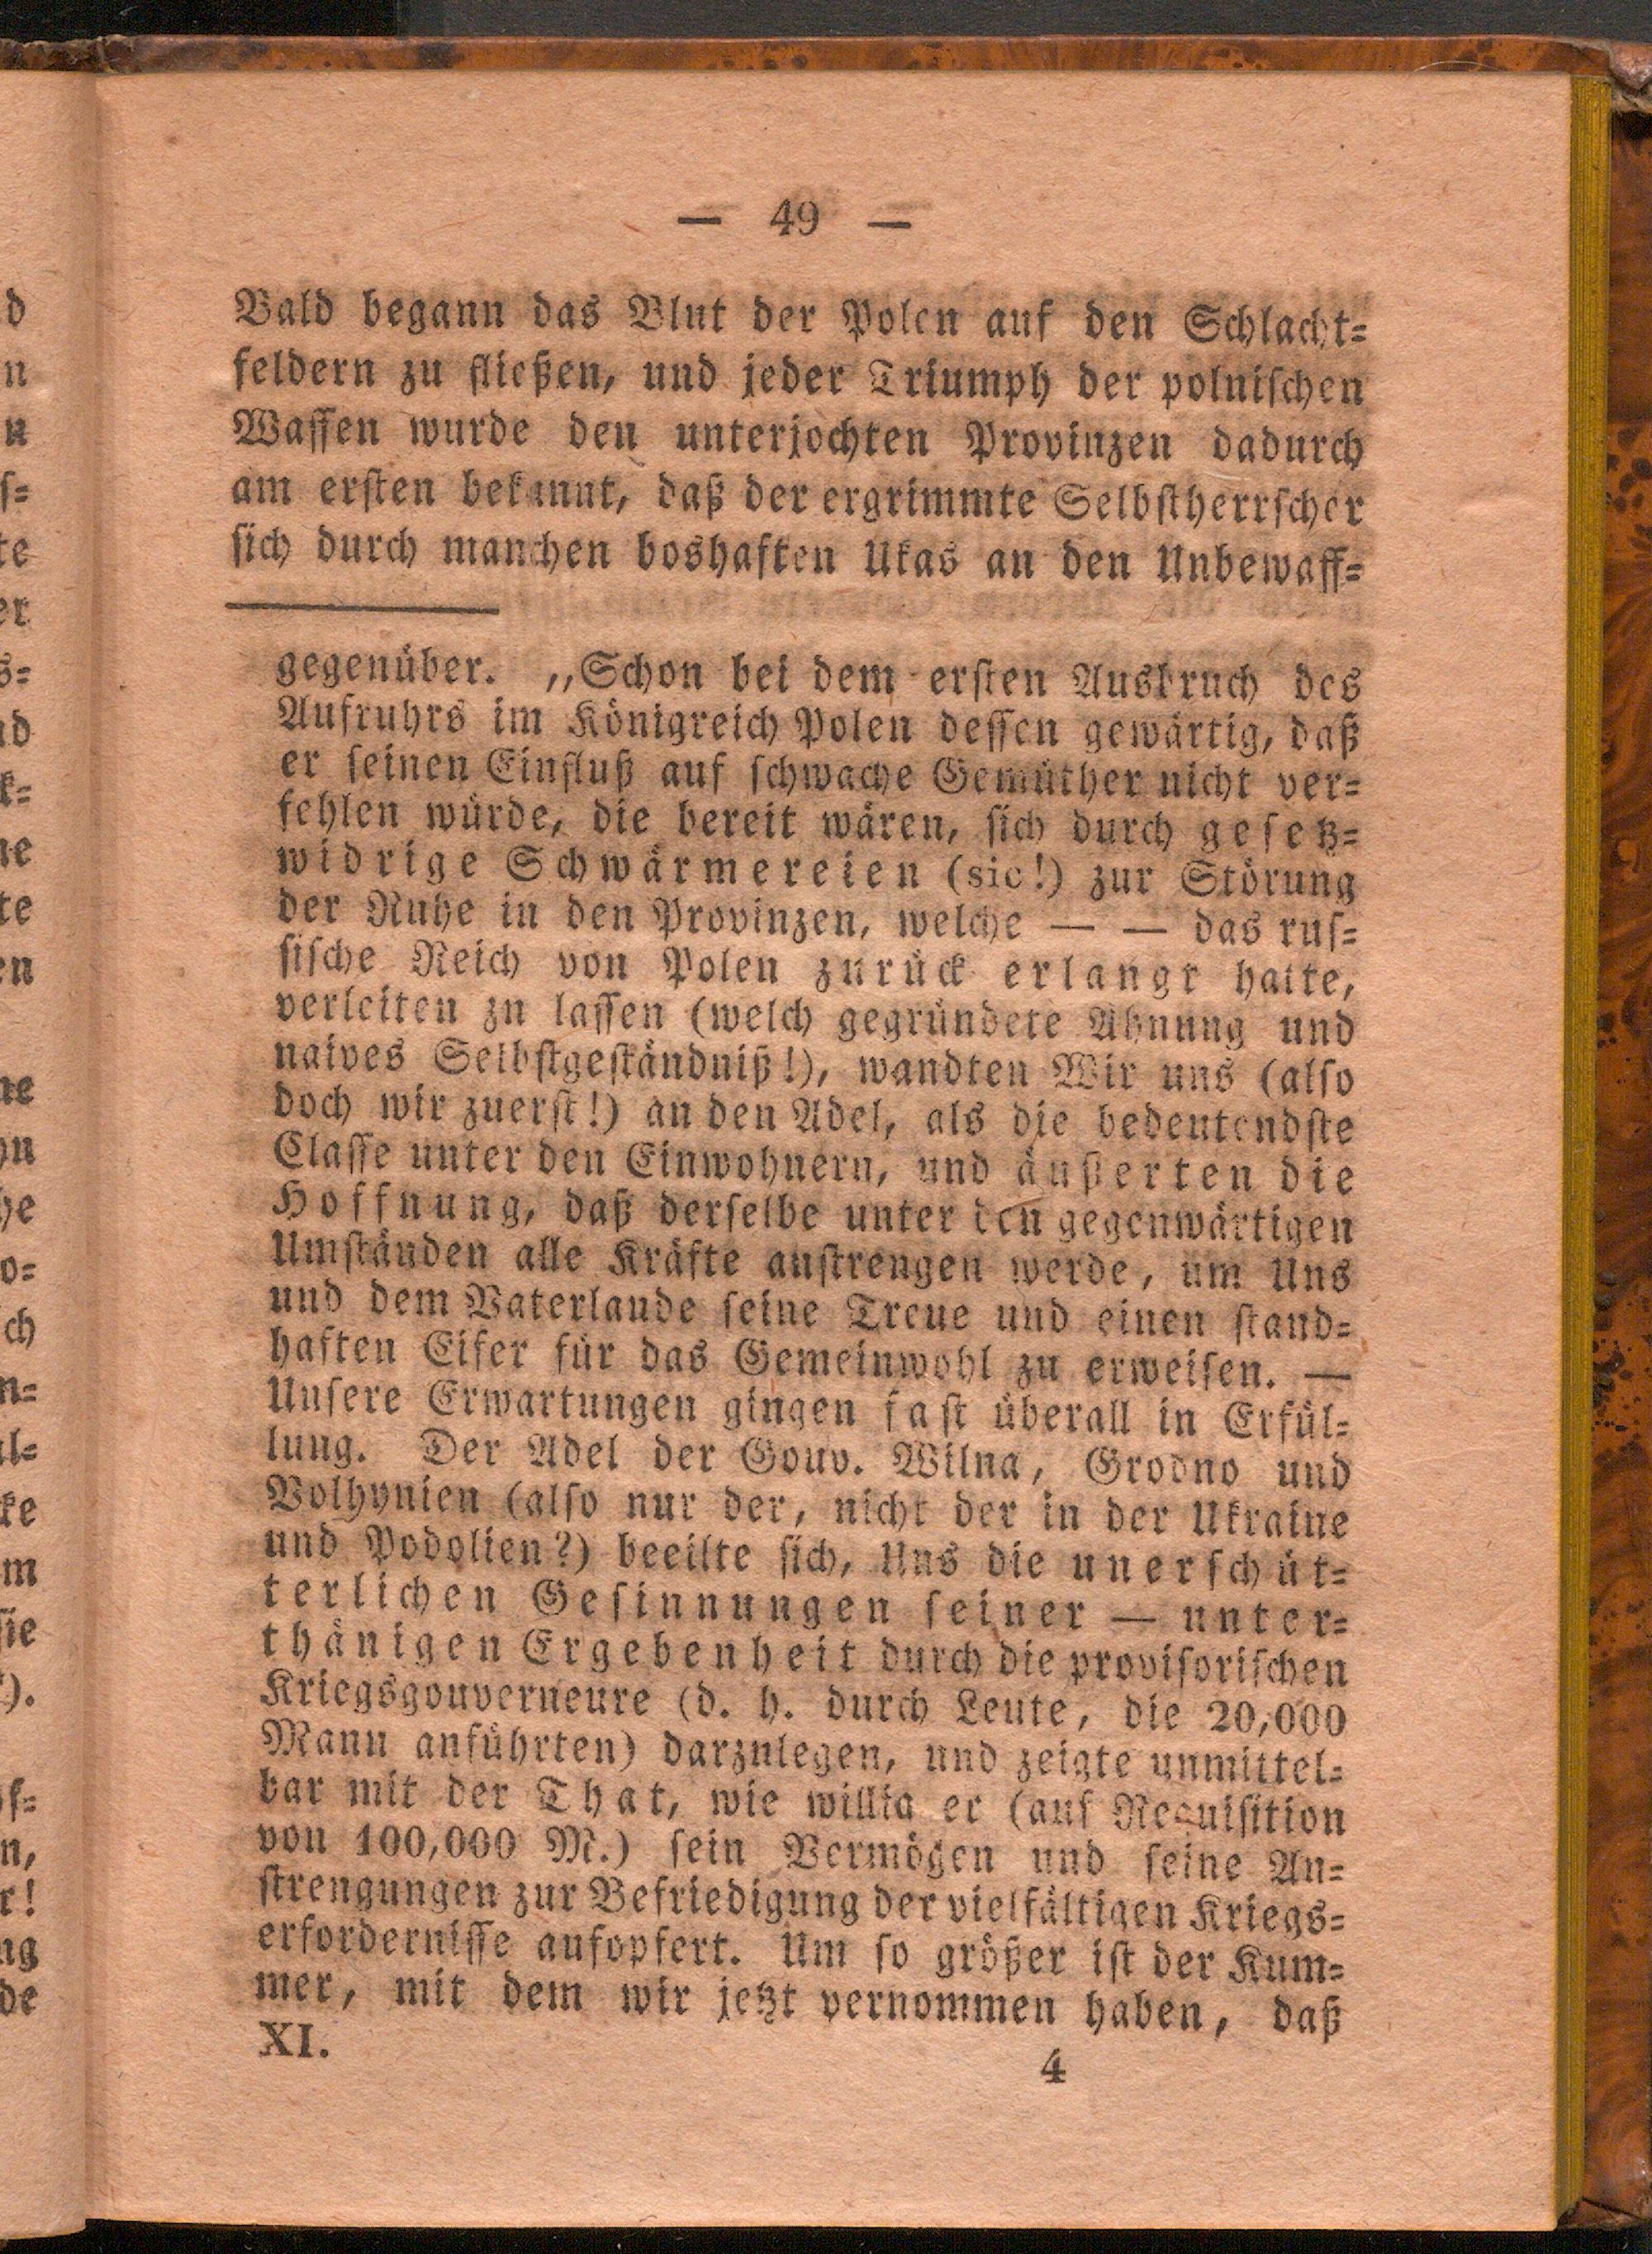 — 49 —
Bald begann das Blut der Polen auf den Schlacht=
feldern zu fließen, und jeder Triumph der polnischen
Waffen wurde den unterjochten Provinzen dadurch
am ersten bekannt, daß der ergrimmte Selbstherrscher
sich durch manchen boshaften Ukas an den Unbewaff=
gegenüber. „Schon bei dem ersten Ausbruch des
Aufruhrs im Königreich Polen dessen gewärtig, daß
er seinen Einfluß auf schwache Gemüther nicht ver=
fehlen würde, die bereit wären, sich durch gesetz=
widrige Schwärmereien (sic!) zur Störung
der Ruhe in den Provinzen, welche — — das rus=
sische Reich von Polen zurück erlangt hatte,
verleiten zu lassen (welch gegründete Ahnung und
naives Selbstgeständniß!), wandten Wir uns (also
doch wir zuerst!) an den Adel, als die bedeutendste
Classe unter den Einwohnern, und äußerten die
Hoffnung, daß derselbe unter den gegenwärtigen
Umständen alle Kräfte anstrengen werde, um Uns
und dem Vaterlande seine Treue und einen stand=
haften Eifer für das Gemeinwohl zu erweisen. —
Unsere Erwartungen gingen fast überall in Erfül=
lung. Der Adel der Gouv. Wilna, Grodno und
Volhynien (also nur der, nicht der in der Ukraine
und Podolien?) beeilte sich, Uns die unerschüt=
terlichen Gesinnungen seiner — unter=
thänigen Ergebenheit durch die provisorischen
Kriegsgouverneure (d. h. durch Leute, die 20,000
Mann anführten) darzulegen, und zeigte unmittel=
bar mit der That, wie willig er (auf Requisition
von 100,000 M.) sein Vermögen und seine An=
strengungen zur Befriedigung der vielfältigen Kriegs=
erfordernisse aufopfert. Um so größer ist der Kum=
mer, mit dem wir jetzt vernommen haben, daß
XI.
4